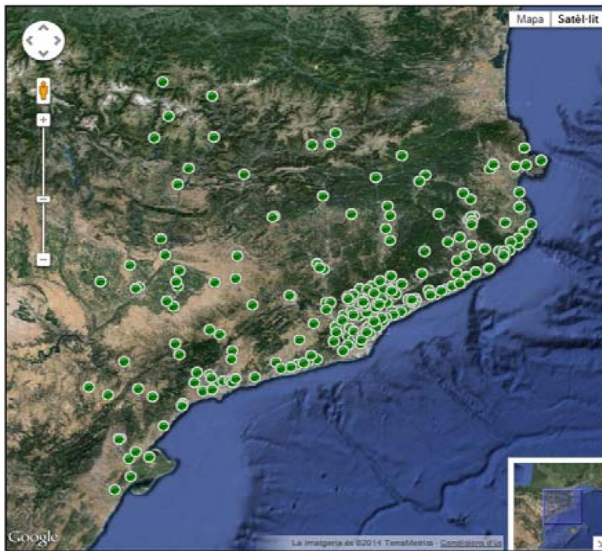 Mapa Satèl·lit
Google
La imatgeria és ©2014 TerraMetrics - Condicions d'ús